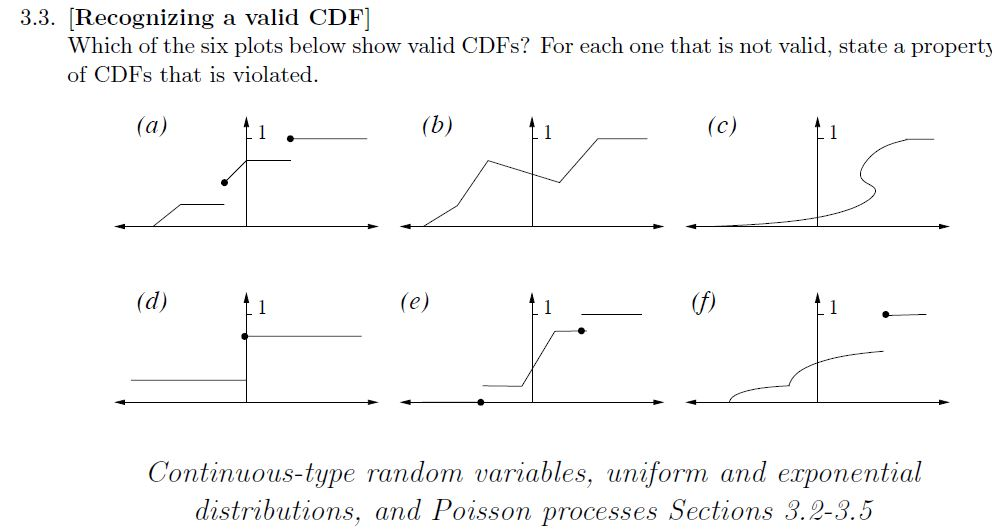 3.3. [Recognizing a valid CDF]
Which of the six plots below show valid CDFs? For each one that is not valid, state a property
of CDFs that is violated.
(a) 1 (b) 1 (c) 1
(d) 1 (e) 1 (f) 1
Continuous-type random variables, uniform and exponential
distributions, and Poisson processes Sections 3.2-3.5